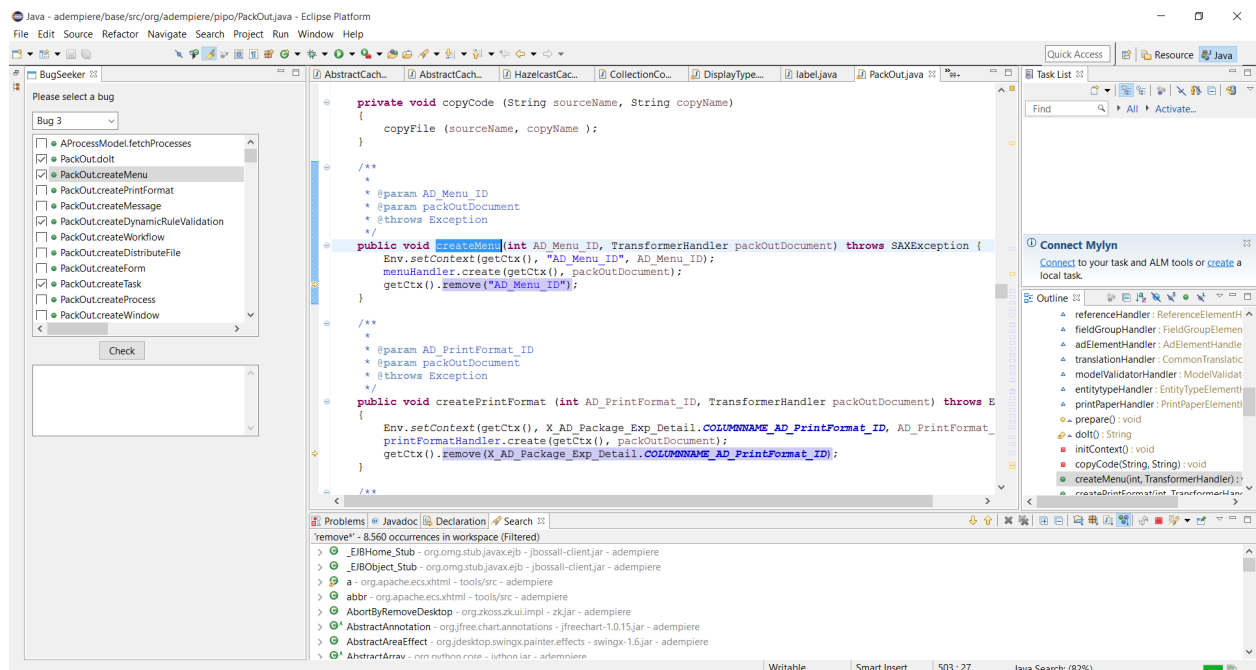 Java - adempiere/base/src/org/adempiere/pipo/PackOut.java - Eclipse Platform
File Edit Source Refactor Navigate Search Project Run Window Help
Quick Access
Resource
Java
BugSeeker
Please select a bug
Bug 3
AProcessModel.fetchProcesses
PackOut.doIt
PackOut.createMenu
PackOut.createPrintFormat
PackOut.createMessage
PackOut.createDynamicRuleValidation
PackOut.createWorkflow
PackOut.createDistributeFile
PackOut.createForm
PackOut.createTask
PackOut.createProcess
PackOut.createWindow
Check
AbstractCach...
AbstractCach...
HazelcastCac...
CollectionCo...
DisplayType....
label.java
PackOut.java
»99+
private void copyCode (String sourceName, String copyName)
{
copyFile (sourceName, copyName );
}
/**
*
* @param AD_Menu_ID
* @param packOutDocument
* @throws Exception
*/
public void createMenu(int AD_Menu_ID, TransformerHandler packOutDocument) throws SAXException {
Env.setContext(getCtx(), "AD_Menu_ID", AD_Menu_ID);
menuHandler.create(getCtx(), packOutDocument);
getCtx().remove("AD_Menu_ID");
}
/**
*
* @param AD_PrintFormat_ID
* @param packOutDocument
* @throws Exception
*/
public void createPrintFormat (int AD_PrintFormat_ID, TransformerHandler packOutDocument) throws E
{
Env.setContext(getCtx(), X_AD_Package_Exp_Detail.COLUMNNAME_AD_PrintFormat_ID, AD_PrintFormat_
printFormatHandler.create(getCtx(), packOutDocument);
getCtx().remove(X_AD_Package_Exp_Detail.COLUMNNAME_AD_PrintFormat_ID);
}
/**
Task List
Find
All
Activate...
Connect Mylyn
Connect to your task and ALM tools or create a
local task.
Outline
referenceHandler : ReferenceElementH
fieldGroupHandler : FieldGroupElemen
adElementHandler : AdElementHandle
translationHandler : CommonTranslatic
modelValidatorHandler : ModelValidat
entitytypeHandler : EntityTypeElement
printPaperHandler : PrintPaperElement
prepare() : void
doIt() : String
initContext() : void
copyCode(String, String) : void
createMenu(int, TransformerHandler) :
createPrintFormat(int, TransformerHand
Problems
Javadoc
Declaration
Search
'remove*' - 8.560 occurrences in workspace (Filtered)
_EJBHome_Stub - org.omg.stub.javax.ejb - jbossall-client.jar - adempiere
_EJBObject_Stub - org.omg.stub.javax.ejb - jbossall-client.jar - adempiere
a - org.apache.ecs.xhtml - tools/src - adempiere
abbr - org.apache.ecs.xhtml - tools/src - adempiere
AbortByRemoveDesktop - org.zkoss.zk.ui.impl - zk.jar - adempiere
AbstractAnnotation - org.jfree.chart.annotations - jfreechart-1.0.15.jar - adempiere
AbstractAreaEffect - org.jdesktop.swingx.painter.effects - swingx-1.6.jar - adempiere
AbstractArray - org.python.core - jython.jar - adempiere
Writable
Smart Insert
503 : 27
Java Search: (82%)